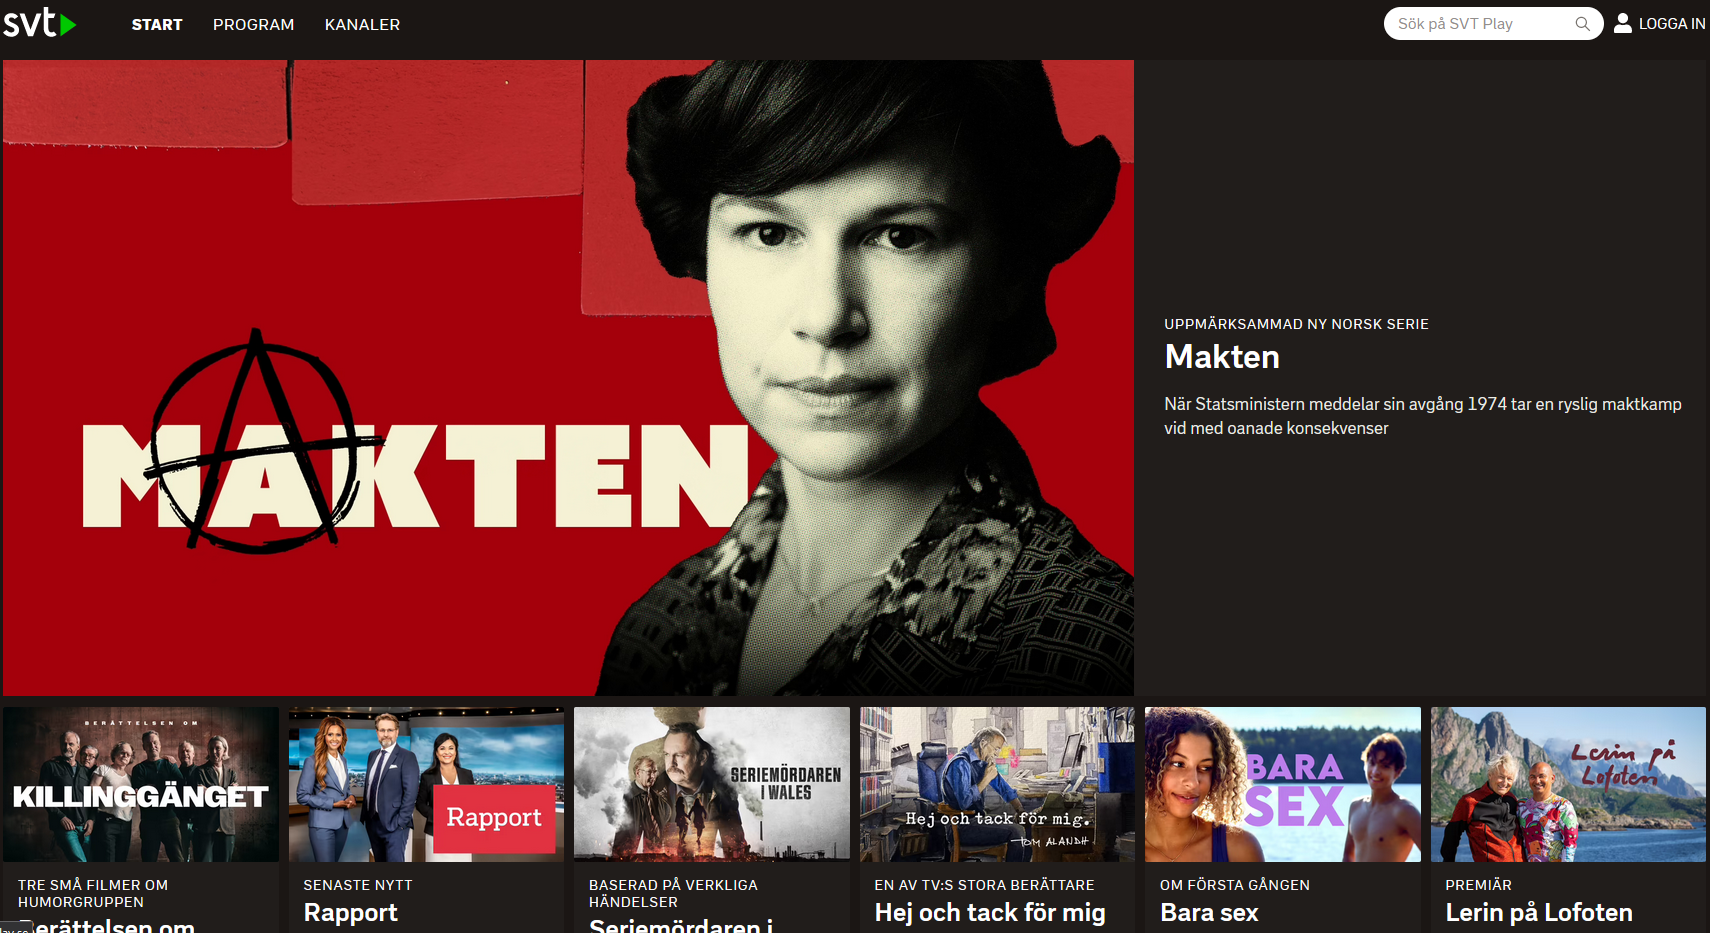 svt
START PROGRAM KANALER
Sök på SVT Play
LOGGA IN
MAKTEN
UPPMÄRKSAMMAD NY NORSK SERIE
Makten
När Statsministern meddelar sin avgång 1974 tar en ryslig maktkamp
vid med oanade konsekvenser
BERÄTTELSEN OM
KILLINGGÄNGET
TRE SMÅ FILMER OM
HUMORGRUPPEN
Berättelsen om
Rapport
SENASTE NYTT
Rapport
SERIEMÖRDAREN
I WALES
BASERAD PÅ VERKLIGA
HÄNDELSER
Seriemördaren i
Hej och tack för mig.
TOM ALANDH
EN AV TV:S STORA BERÄTTARE
Hej och tack för mig
BARA
SEX
OM FÖRSTA GÅNGEN
Bara sex
Lerin på
Lofoten
PREMIÄR
Lerin på Lofoten